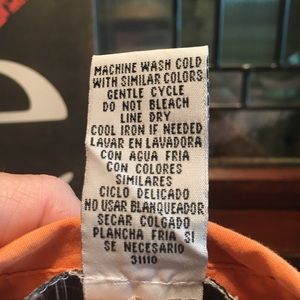 MACHINE WASH COLD
WITH SIMILAR COLORS
GENTLE CYCLE
DO NOT BLEACH
LINE DRY
COOL IRON IF NEEDED
LAVAR EN LAVADORA
CON AGUA FRIA
CON COLORES
SIMILARES
CICLO DELICADO
NO USAR BLANQUEADOR
SECAR COLGADO
PLANCHA FRIA SI
SE NECESARIO
31110